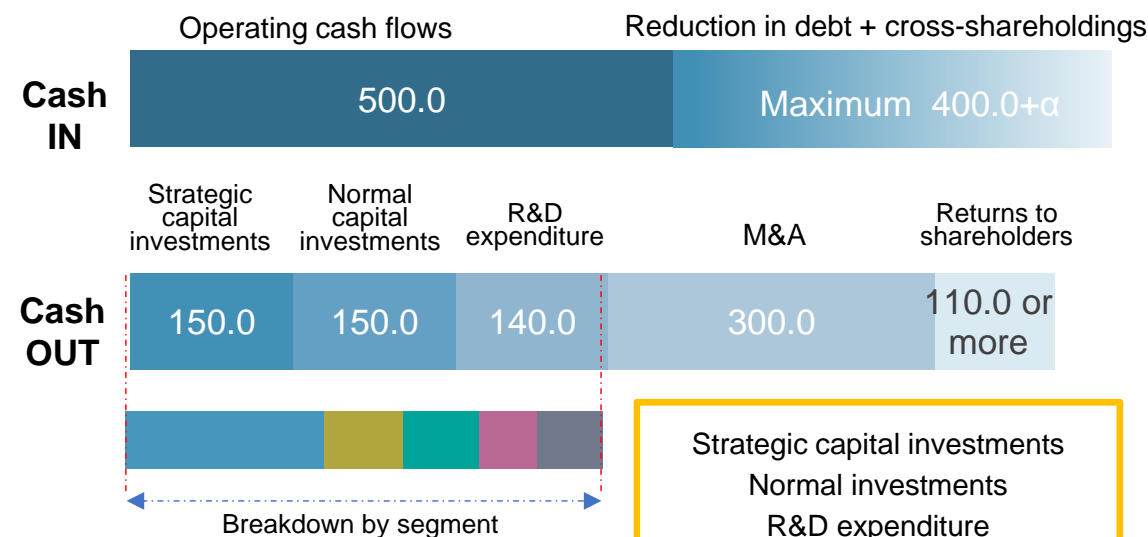 Operating cash flows
Reduction in debt + cross-shareholdings
Cash
IN
500.0
Maximum 400.0+α
Strategic
capital
investments
Normal
capital
investments
R&D
expenditure
M&A
Returns to
shareholders
Cash
OUT
150.0
150.0
140.0
300.0
110.0 or
more
Breakdown by segment
Strategic capital investments
Normal investments
R&D expenditure